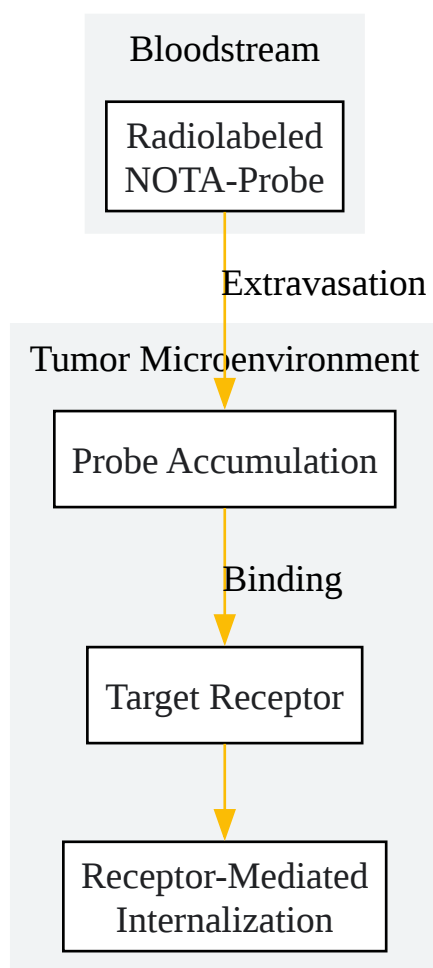 Bloodstream
Radiolabeled
NOTA-Probe
Extravasation
Tumor Microenvironment
Probe Accumulation
Binding
Target Receptor
Receptor-Mediated
Internalization